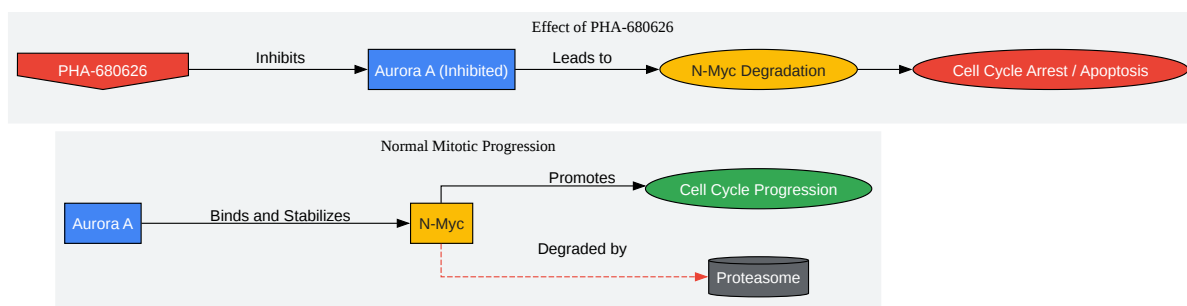 Effect of PHA-680626
PHA-680626
Inhibits
Aurora A (Inhibited)
Leads to
N-Myc Degradation
Cell Cycle Arrest / Apoptosis
Normal Mitotic Progression
Aurora A
Binds and Stabilizes
N-Myc
Promotes
Cell Cycle Progression
Degraded by
Proteasome